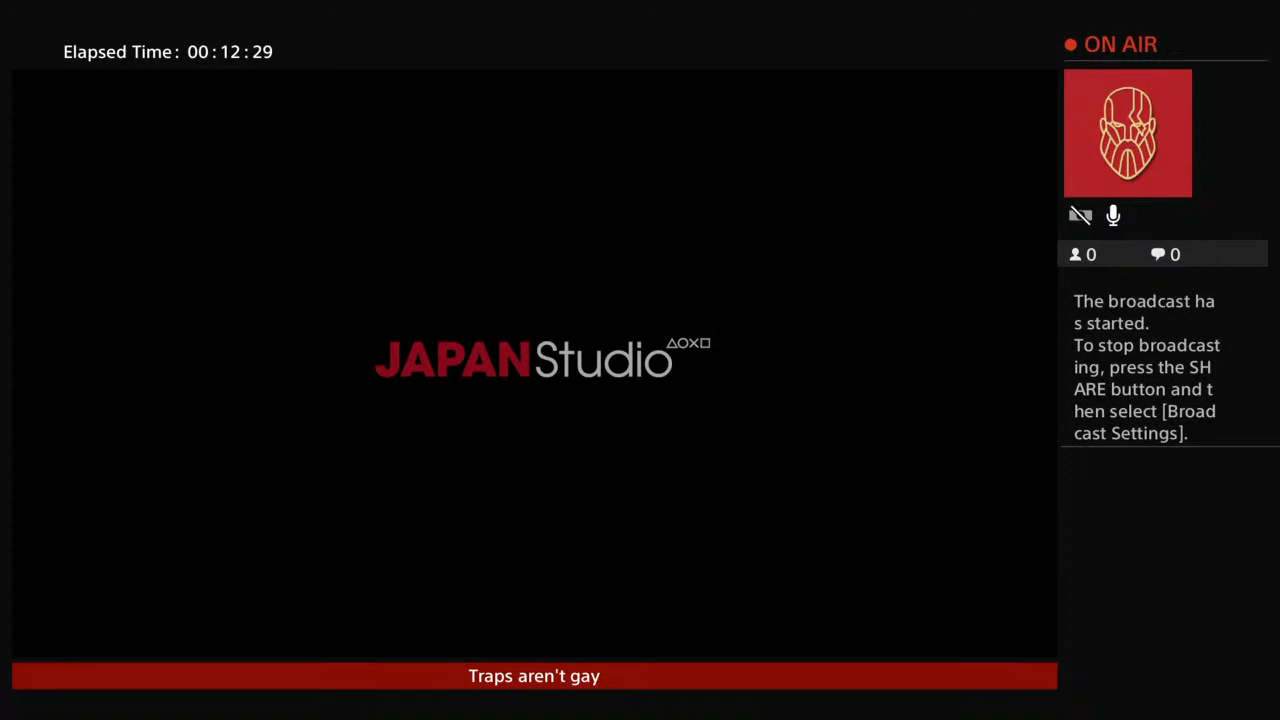 Elapsed Time: 00:12:29
ON AIR
JAPANStudio
0 0
The broadcast ha
s started.
To stop broadcast
ing, press the SH
ARE button and t
hen select [Broad
cast Settings].
Traps aren't gay